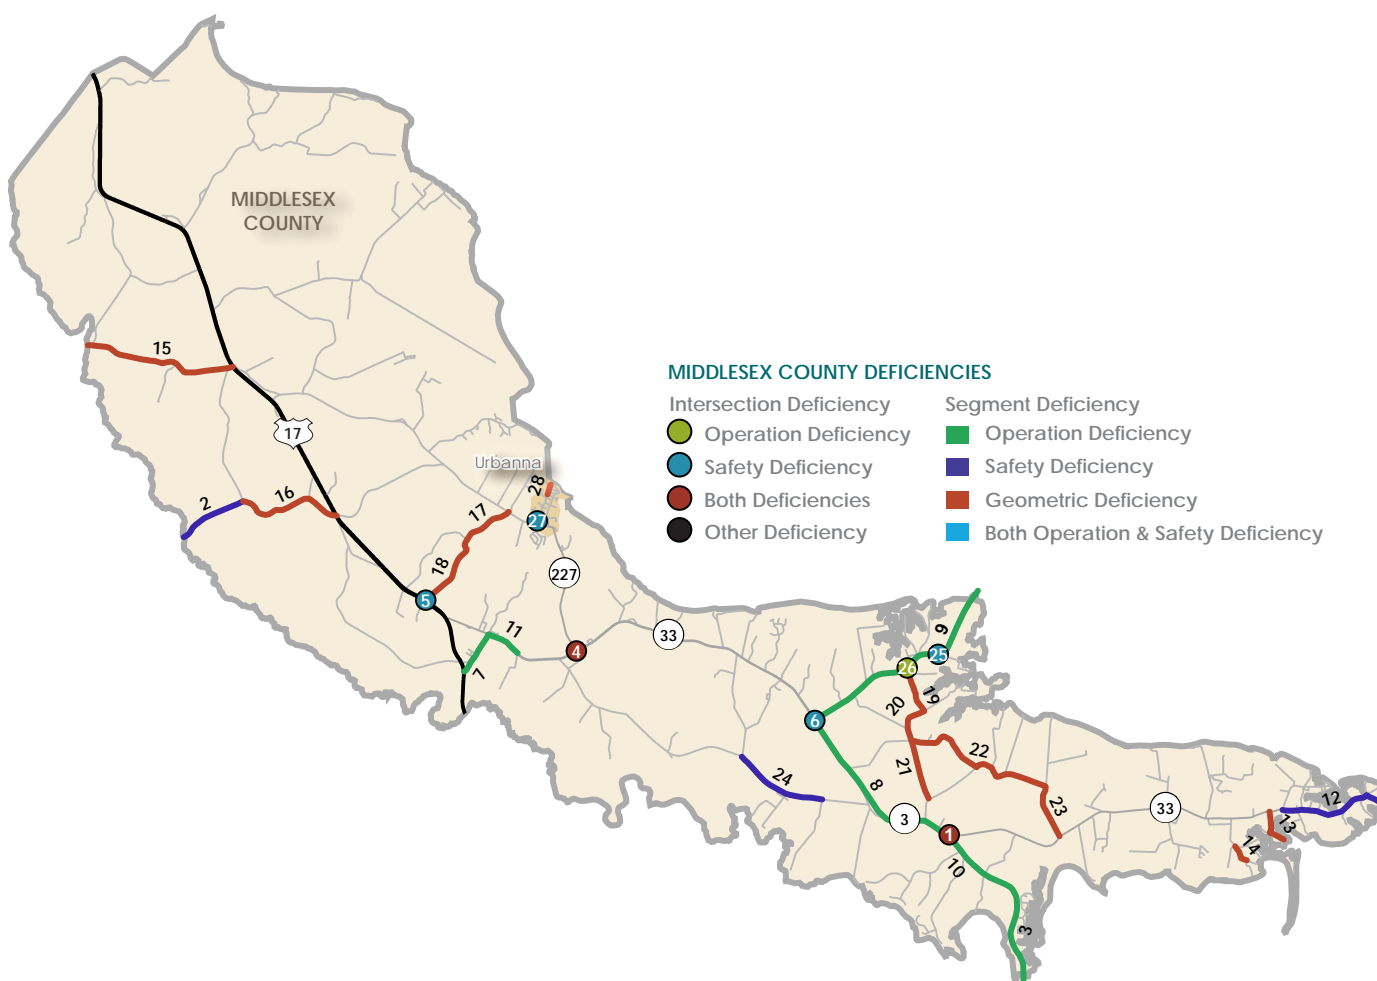 MIDDLESEX
COUNTY
15
17
2
16
17
18
5
Urbanna
28
27
227
11
7
4
33
MIDDLESEX COUNTY DEFICIENCIES
Intersection Deficiency
Operation Deficiency
Safety Deficiency
Both Deficiencies
Other Deficiency
Segment Deficiency
Operation Deficiency
Safety Deficiency
Geometric Deficiency
Both Operation & Safety Deficiency
9
25
26
19
20
6
21
22
24
8
23
3
1
10
3
33
12
13
14